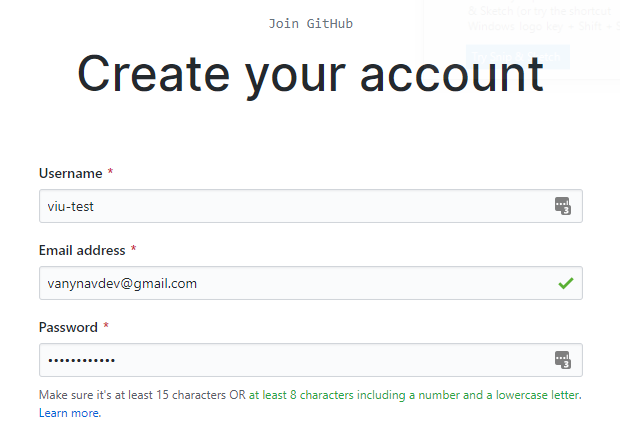 Join GitHub
& Sketch (or try the shortcut
Windows logo key + Shift + S
Create your account
Username *
viu-test
Email address *
vanynavdev@gmail.com
Password *
••••••••••••
Make sure it's at least 15 characters OR at least 8 characters including a number and a lowercase letter.
Learn more.